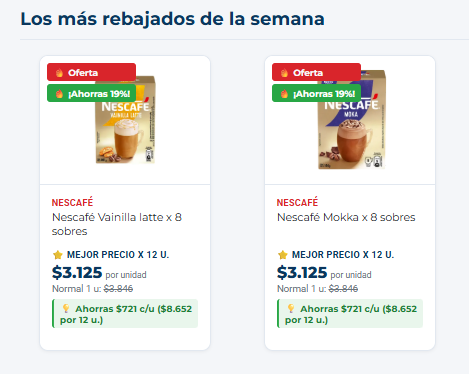 Los más rebajados de la semana
Oferta
¡Ahorras 19%!
NESCAFÉ
VAINILLA LATTE
NESCAFÉ
Nescafé Vainilla latte x 8
sobres
MEJOR PRECIO X 12 U.
$3.125 por unidad
Normal 1 u: $3.846
Ahorras $721 c/u ($8.652
por 12 u.)
Oferta
¡Ahorras 19%!
NESCAFÉ
MOKA
NESCAFÉ
Nescafé Mokka x 8 sobres
MEJOR PRECIO X 12 U.
$3.125 por unidad
Normal 1 u: $3.846
Ahorras $721 c/u ($8.652
por 12 u.)